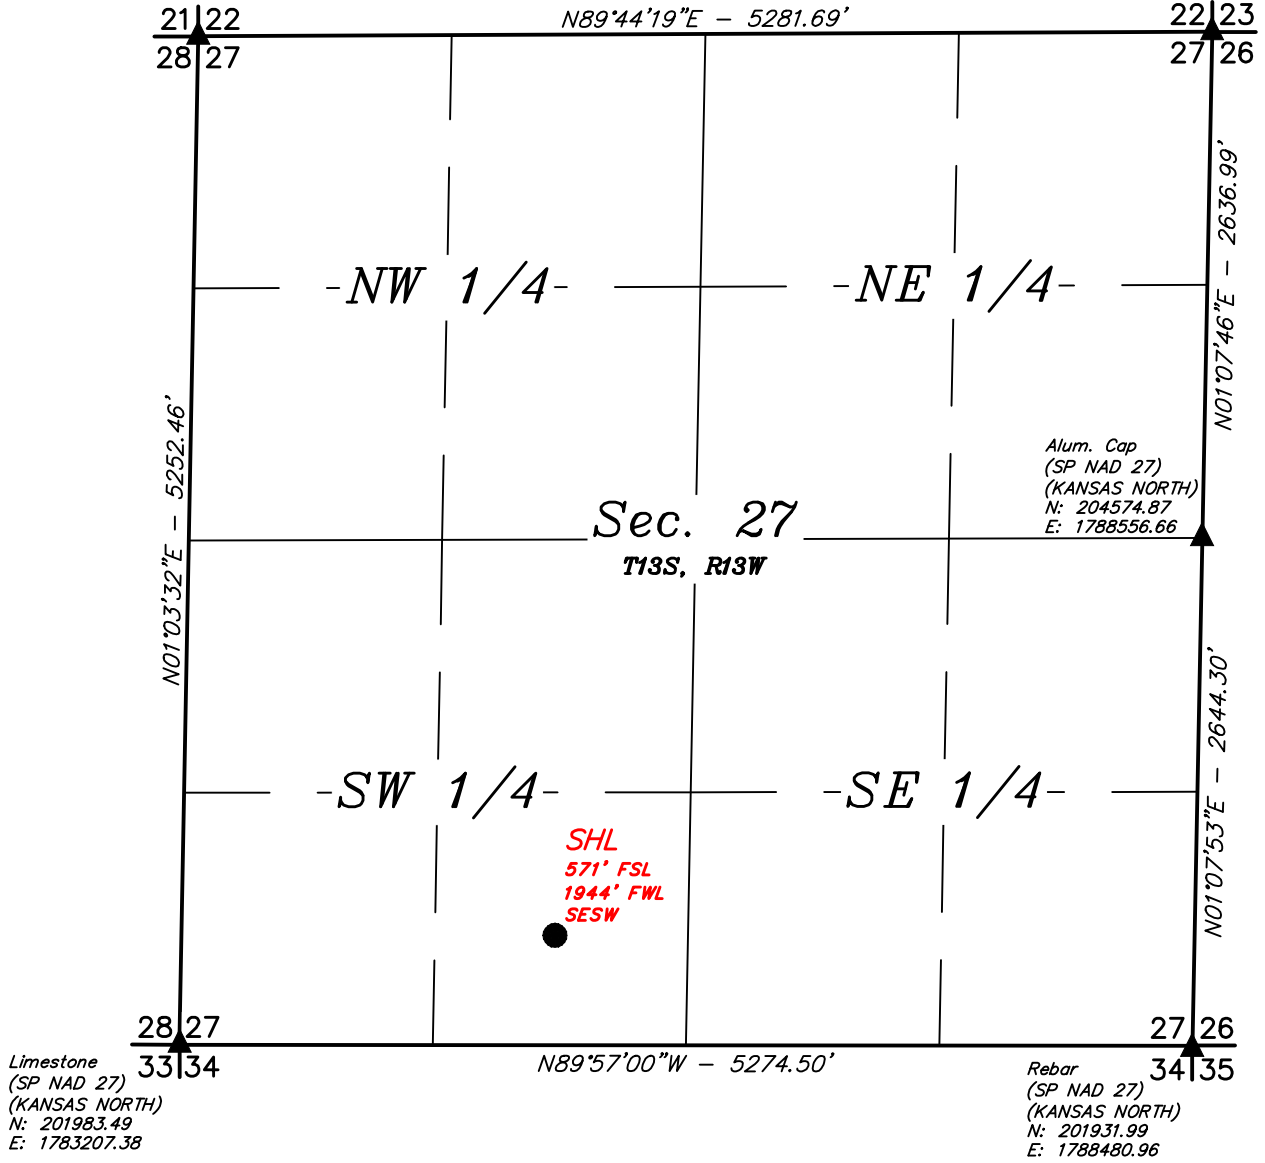 21 22
N89°44'19"E - 5281.69'
22 23
28 27
27 26
N01°07'46"E - 2636.99'
-NW 1/4-
-NE 1/4-
N01°03'32"E - 5252.46'
Alum. Cap
(SP NAD 27)
(KANSAS NORTH)
N: 204574.87
E: 1788556.66
Sec. 27
T13S, R13W
N01°07'53"E - 2644.30'
-SW 1/4-
-SE 1/4-
SHL
571' FSL
1944' FWL
SESW
28 27
27 26
33 34
34 35
N89°57'00"W - 5274.50'
Limestone
(SP NAD 27)
(KANSAS NORTH)
N: 201983.49
E: 1783207.38
Rebar
(SP NAD 27)
(KANSAS NORTH)
N: 201931.99
E: 1788480.96